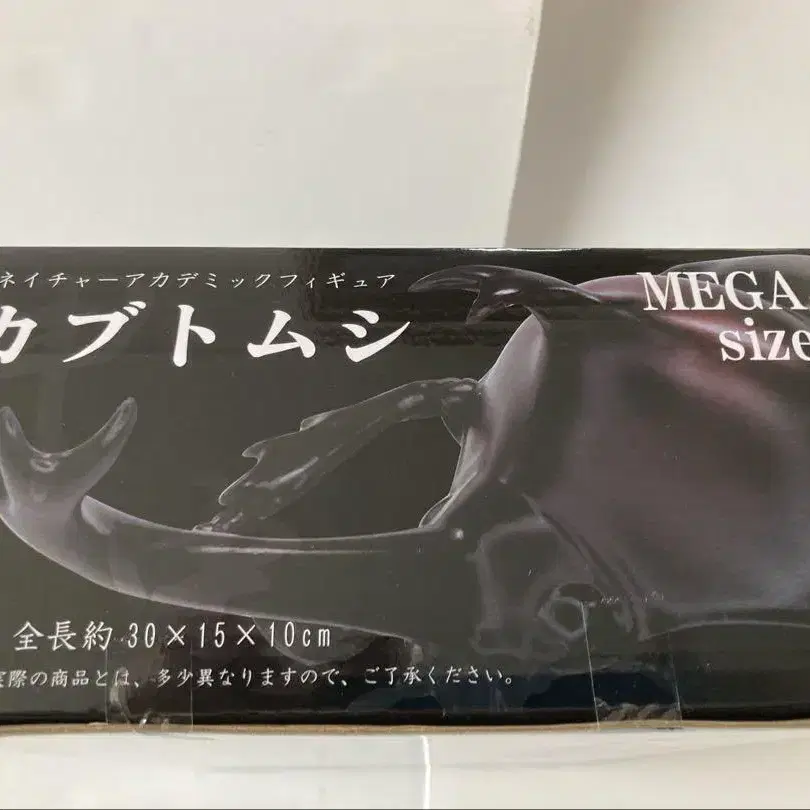 ネイチャーアカデミックフィギュア
カブトムシ
MEGA
size
全長約 30×15×10cm
実際の商品とは、多少異なりますので、ご了承ください。